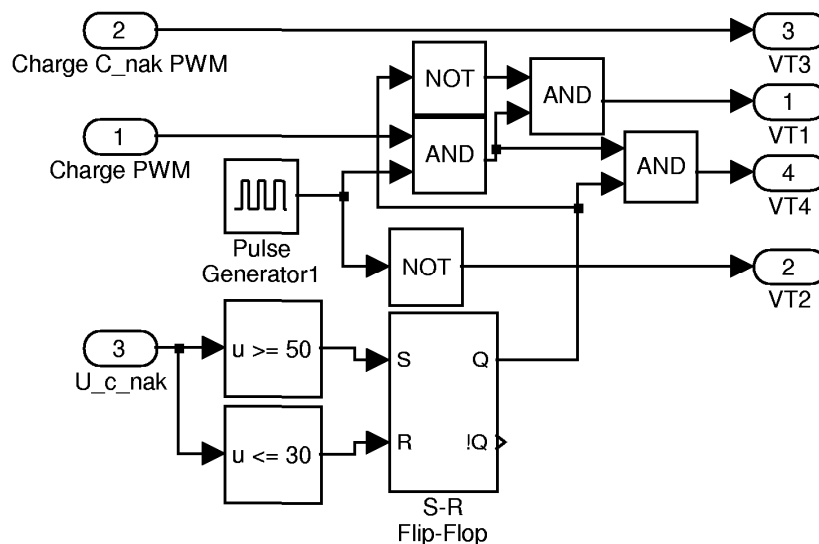 2
Charge C_nak PWM
3
VT3
NOT
AND
1
VT1
1
Charge PWM
AND
AND
4
VT4
Pulse
Generator1
NOT
2
VT2
3
U_c_nak
u >= 50
S
Q
u <= 30
R
!Q
S-R
Flip-Flop